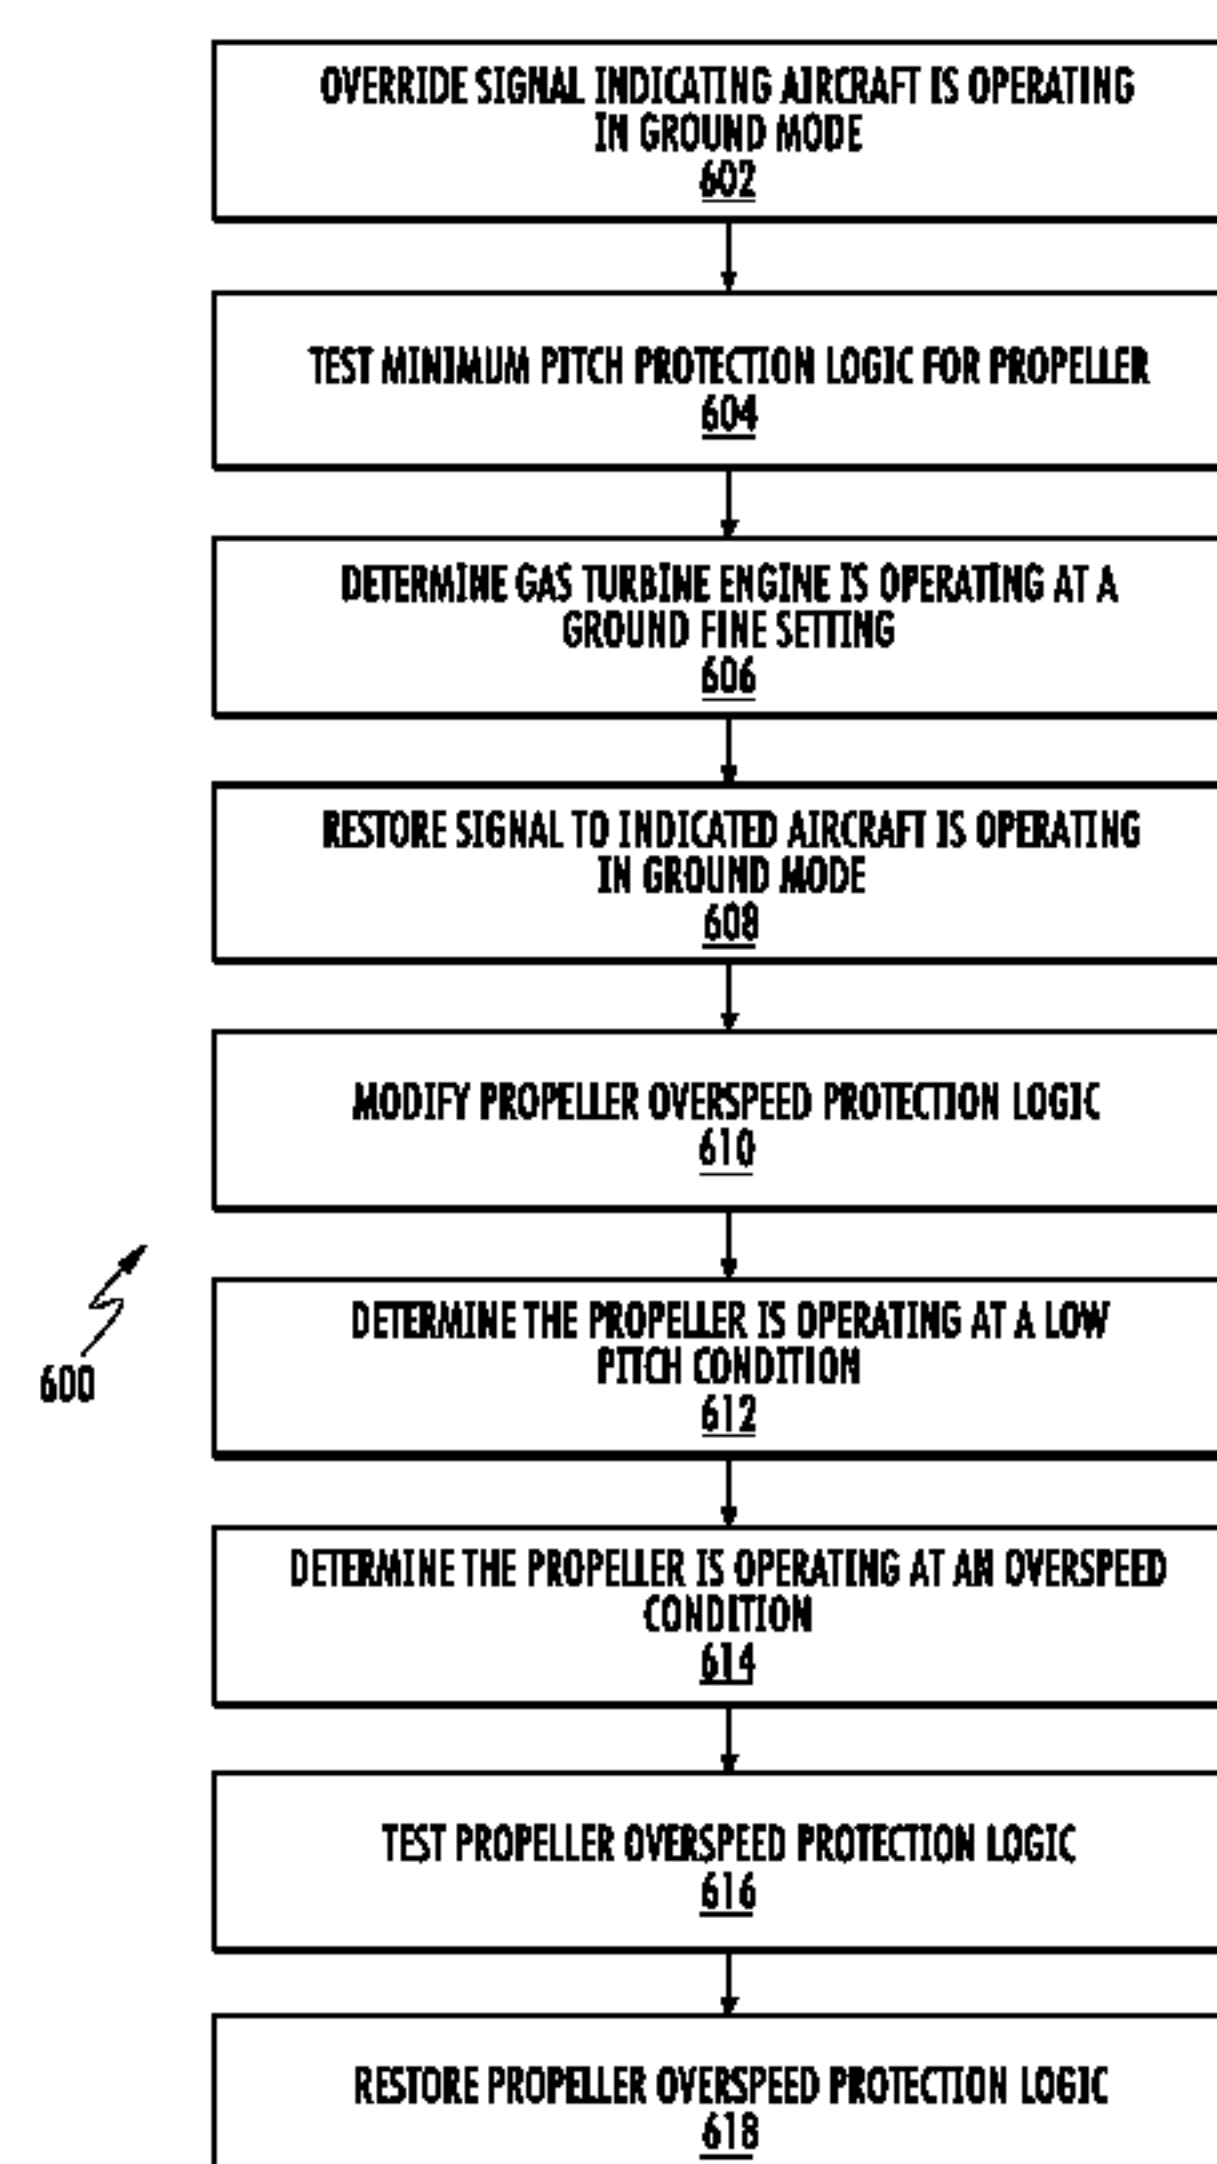 OVERRIDE SIGNAL INDICATING AIRCRAFT IS OPERATING
IN GROUND MODE
602
TEST MINIMUM PITCH PROTECTION LOGIC FOR PROPELLER
604
DETERMINE GAS TURBINE ENGINE IS OPERATING AT A
GROUND FINE SETTING
606
RESTORE SIGNAL TO INDICATED AIRCRAFT IS OPERATING
IN GROUND MODE
608
MODIFY PROPELLER OVERSPEED PROTECTION LOGIC
610
DETERMINE THE PROPELLER IS OPERATING AT A LOW
PITCH CONDITION
612
600
DETERMINE THE PROPELLER IS OPERATING AT AN OVERSPEED
CONDITION
614
TEST PROPELLER OVERSPEED PROTECTION LOGIC
616
RESTORE PROPELLER OVERSPEED PROTECTION LOGIC
618